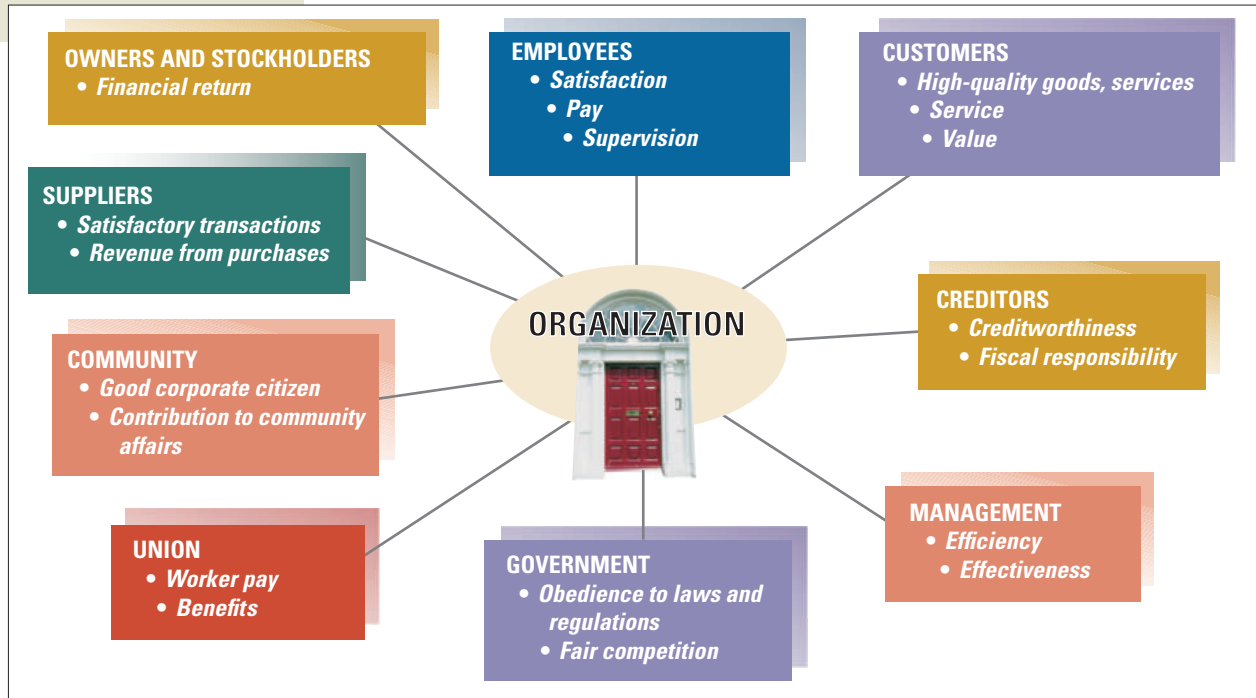 OWNERS AND STOCKHOLDERS
• Financial return
EMPLOYEES
• Satisfaction
• Pay
• Supervision
CUSTOMERS
• High-quality goods, services
• Service
• Value
SUPPLIERS
• Satisfactory transactions
• Revenue from purchases
ORGANIZATION
CREDITORS
• Creditworthiness
• Fiscal responsibility
COMMUNITY
• Good corporate citizen
• Contribution to community
affairs
UNION
• Worker pay
• Benefits
GOVERNMENT
• Obedience to laws and
regulations
• Fair competition
MANAGEMENT
• Efficiency
• Effectiveness